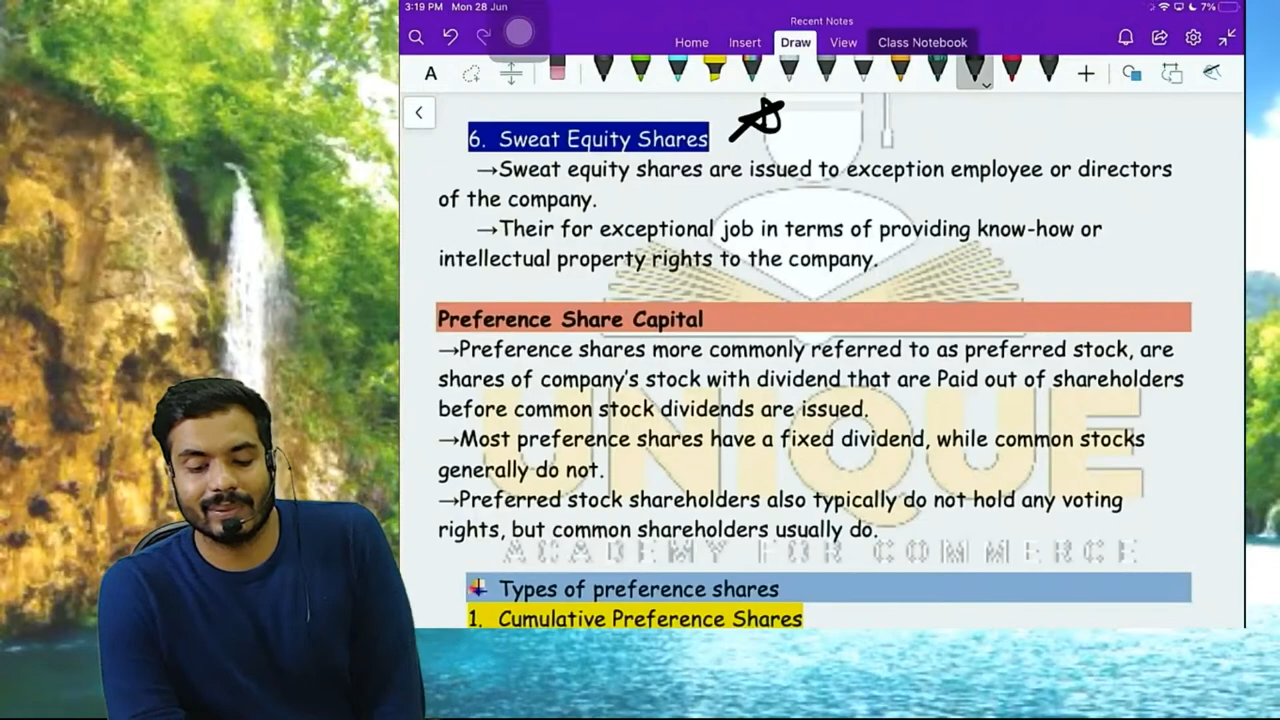 3:19 PM Mon 28 Jun
7%
Recent Notes
Home Insert Draw View Class Notebook
A
6. Sweat Equity Shares
→Sweat equity shares are issued to exception employee or directors
of the company.
→Their for exceptional job in terms of providing know-how or
intellectual property rights to the company.
Preference Share Capital
→Preference shares more commonly referred to as preferred stock, are
shares of company's stock with dividend that are Paid out of shareholders
before common stock dividends are issued.
→Most preference shares have a fixed dividend, while common stocks
generally do not.
→Preferred stock shareholders also typically do not hold any voting
rights, but common shareholders usually do.
UNIQUE
ACADEMY FOR COMMERCE
Types of preference shares
1. Cumulative Preference Shares